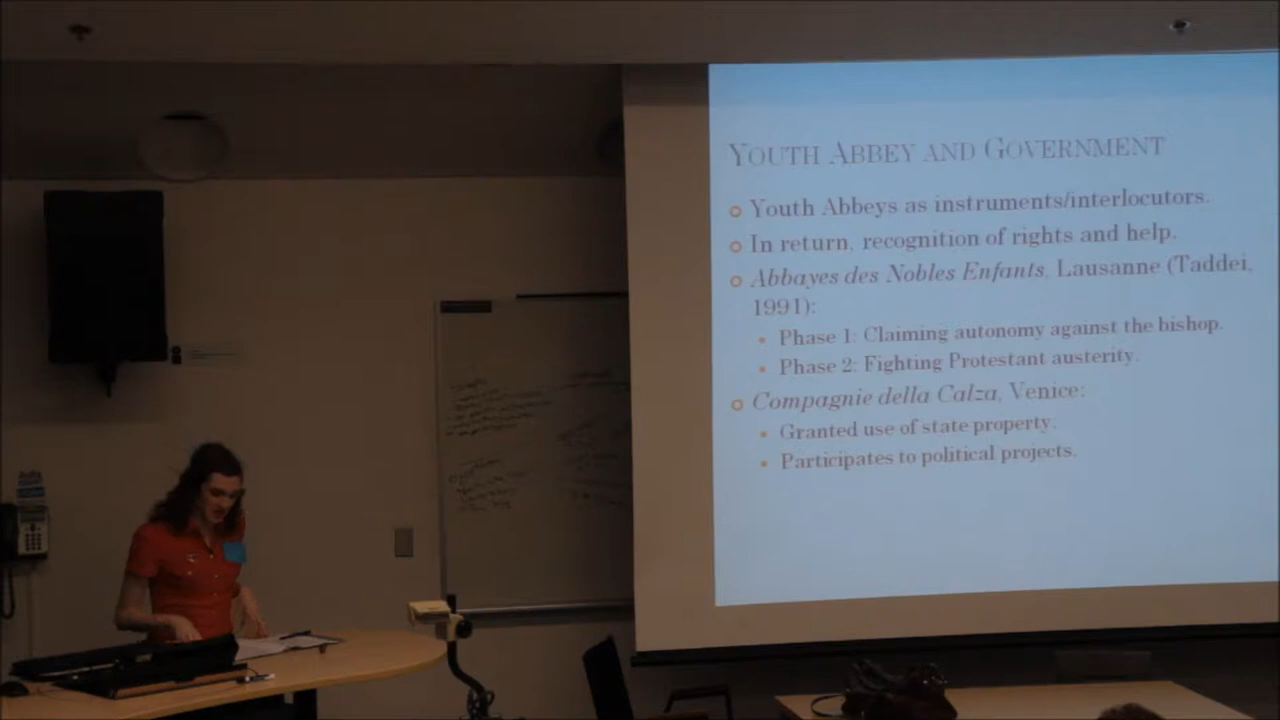 YOUTH ABBEY AND GOVERNMENT
Youth Abbeys as instruments/interlocutors.
In return, recognition of rights and help.
Abbayes des Nobles Enfants, Lausanne (Taddei,
1991):
Phase 1: Claiming autonomy against the bishop.
Phase 2: Fighting Protestant austerity.
Compagnie della Calza, Venice:
Granted use of state property.
Participates to political projects.